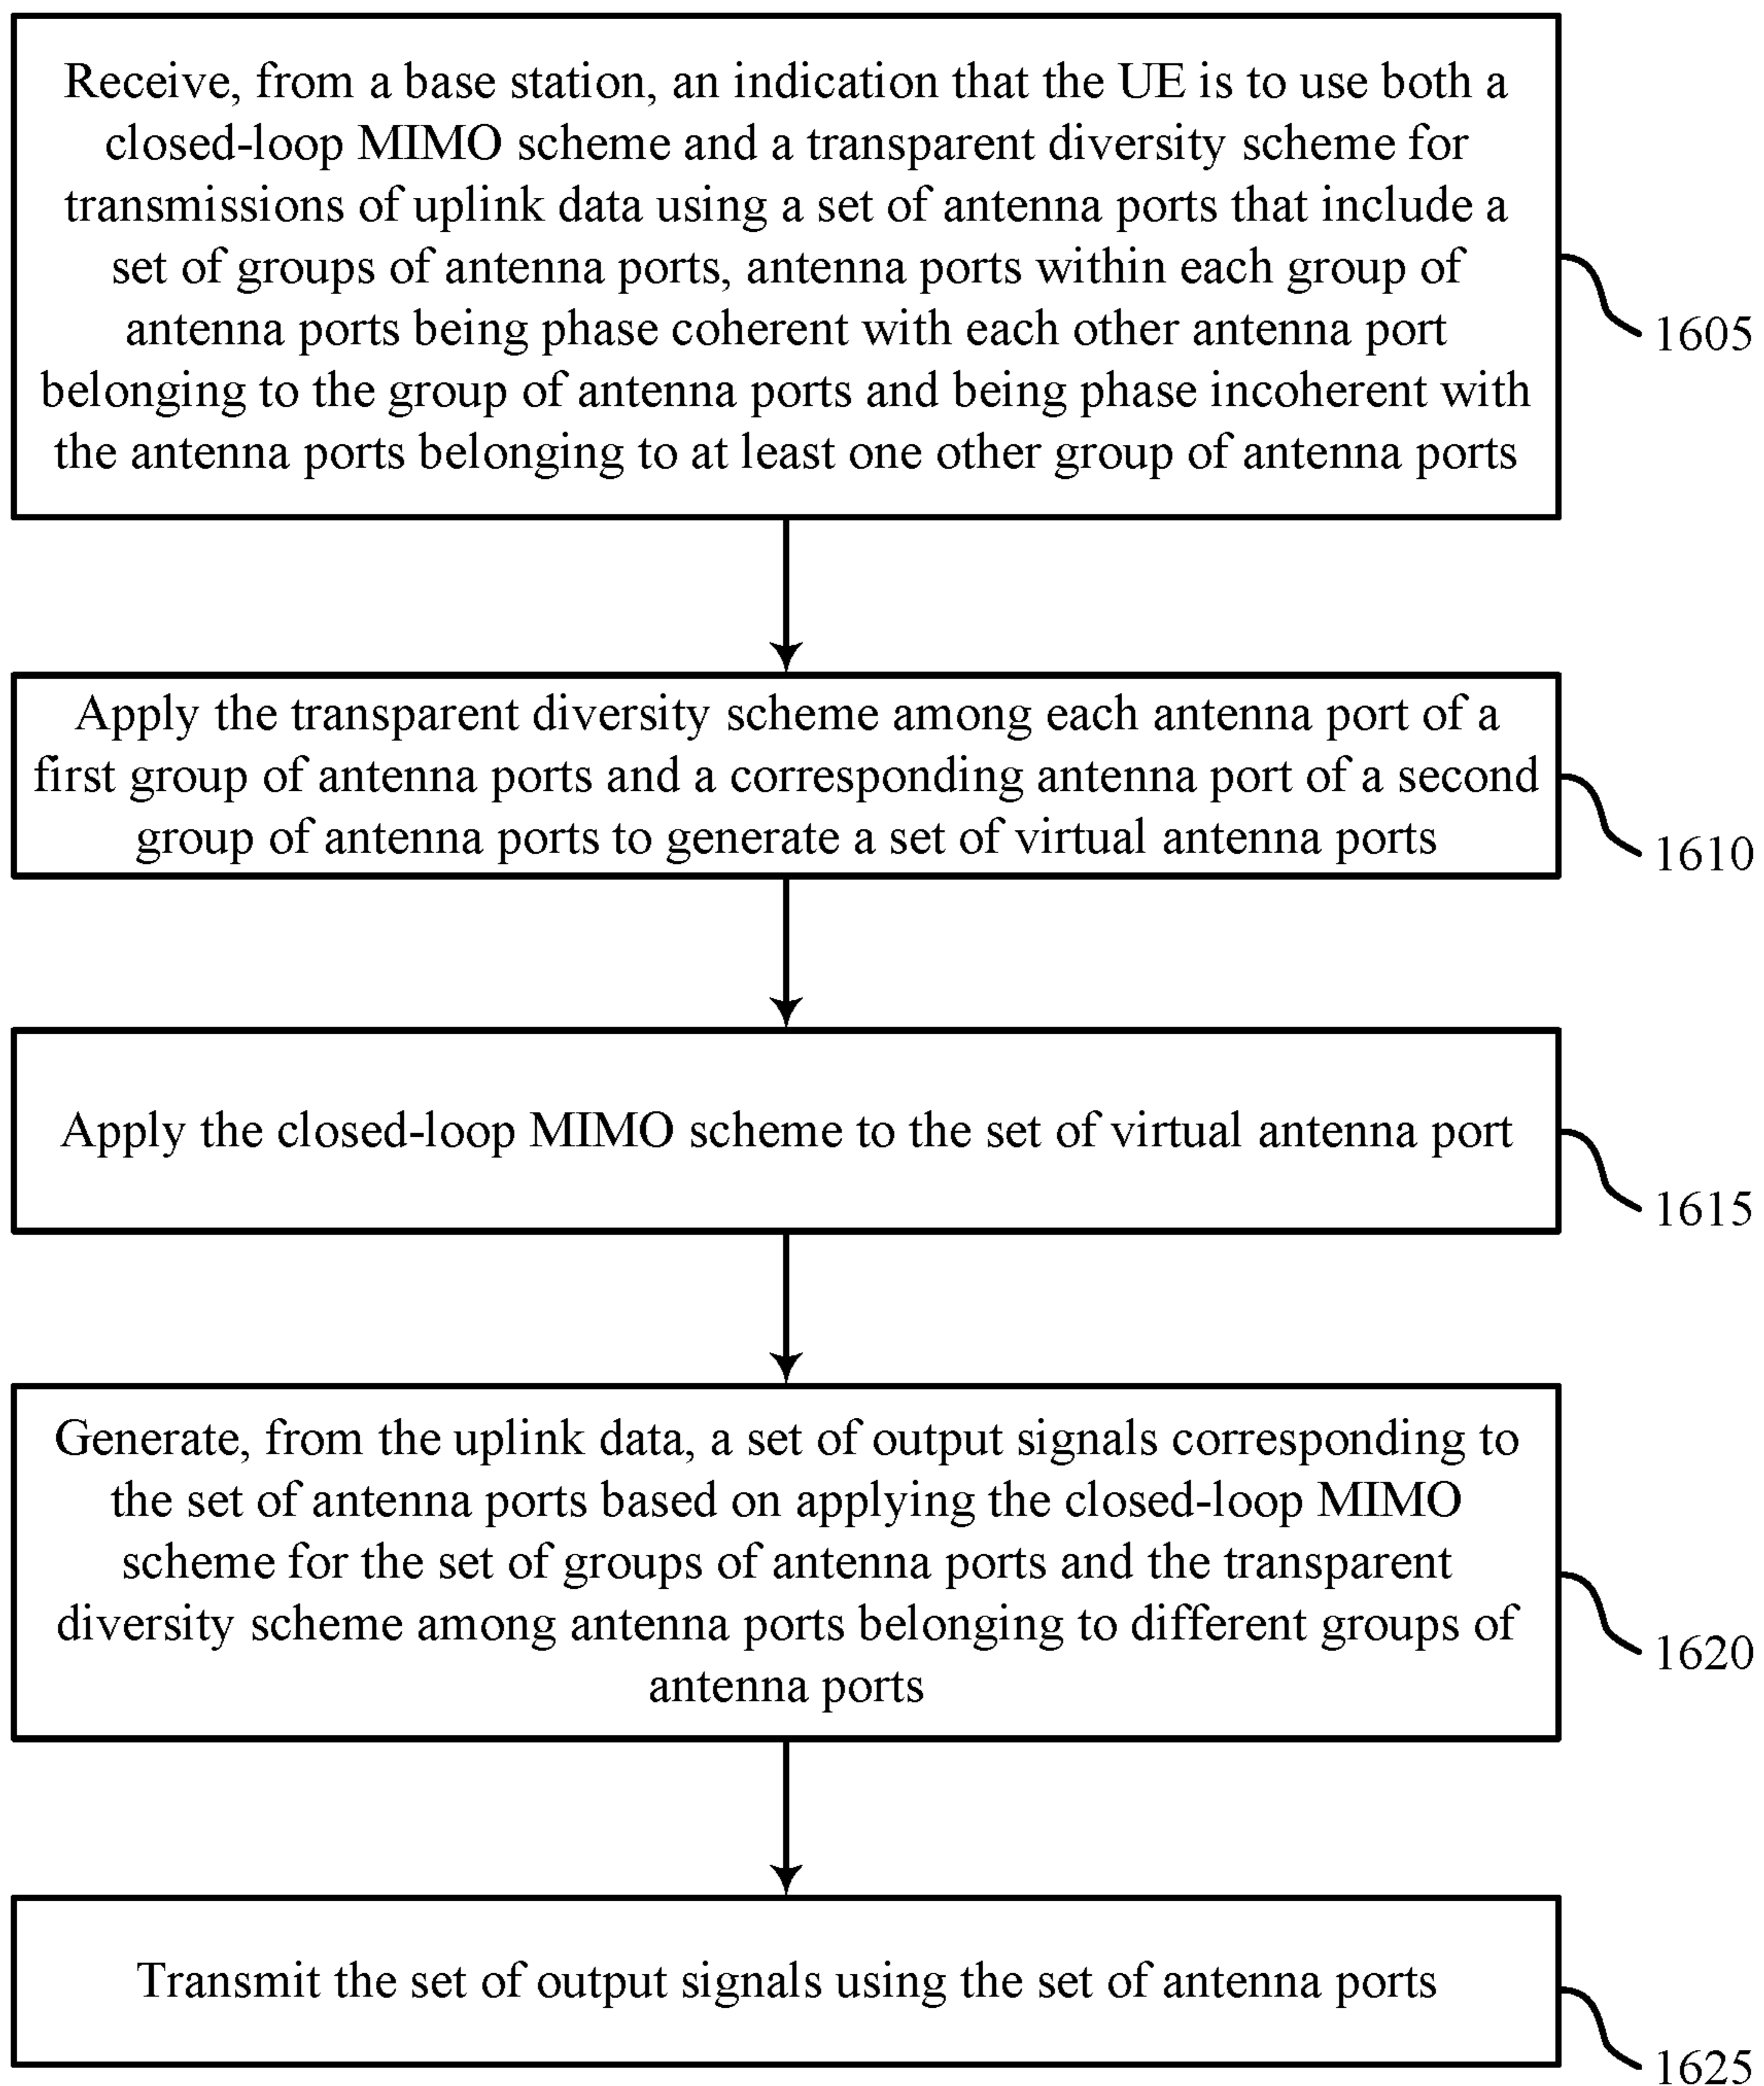 Receive, from a base station, an indication that the UE is to use both a
closed-loop MIMO scheme and a transparent diversity scheme for
transmissions of uplink data using a set of antenna ports that include a
set of groups of antenna ports, antenna ports within each group of
antenna ports being phase coherent with each other antenna port
belonging to the group of antenna ports and being phase incoherent with
the antenna ports belonging to at least one other group of antenna ports
1605
Apply the transparent diversity scheme among each antenna port of a
first group of antenna ports and a corresponding antenna port of a second
group of antenna ports to generate a set of virtual antenna ports
1610
Apply the closed-loop MIMO scheme to the set of virtual antenna port
1615
Generate, from the uplink data, a set of output signals corresponding to
the set of antenna ports based on applying the closed-loop MIMO
scheme for the set of groups of antenna ports and the transparent
diversity scheme among antenna ports belonging to different groups of
antenna ports
1620
Transmit the set of output signals using the set of antenna ports
1625